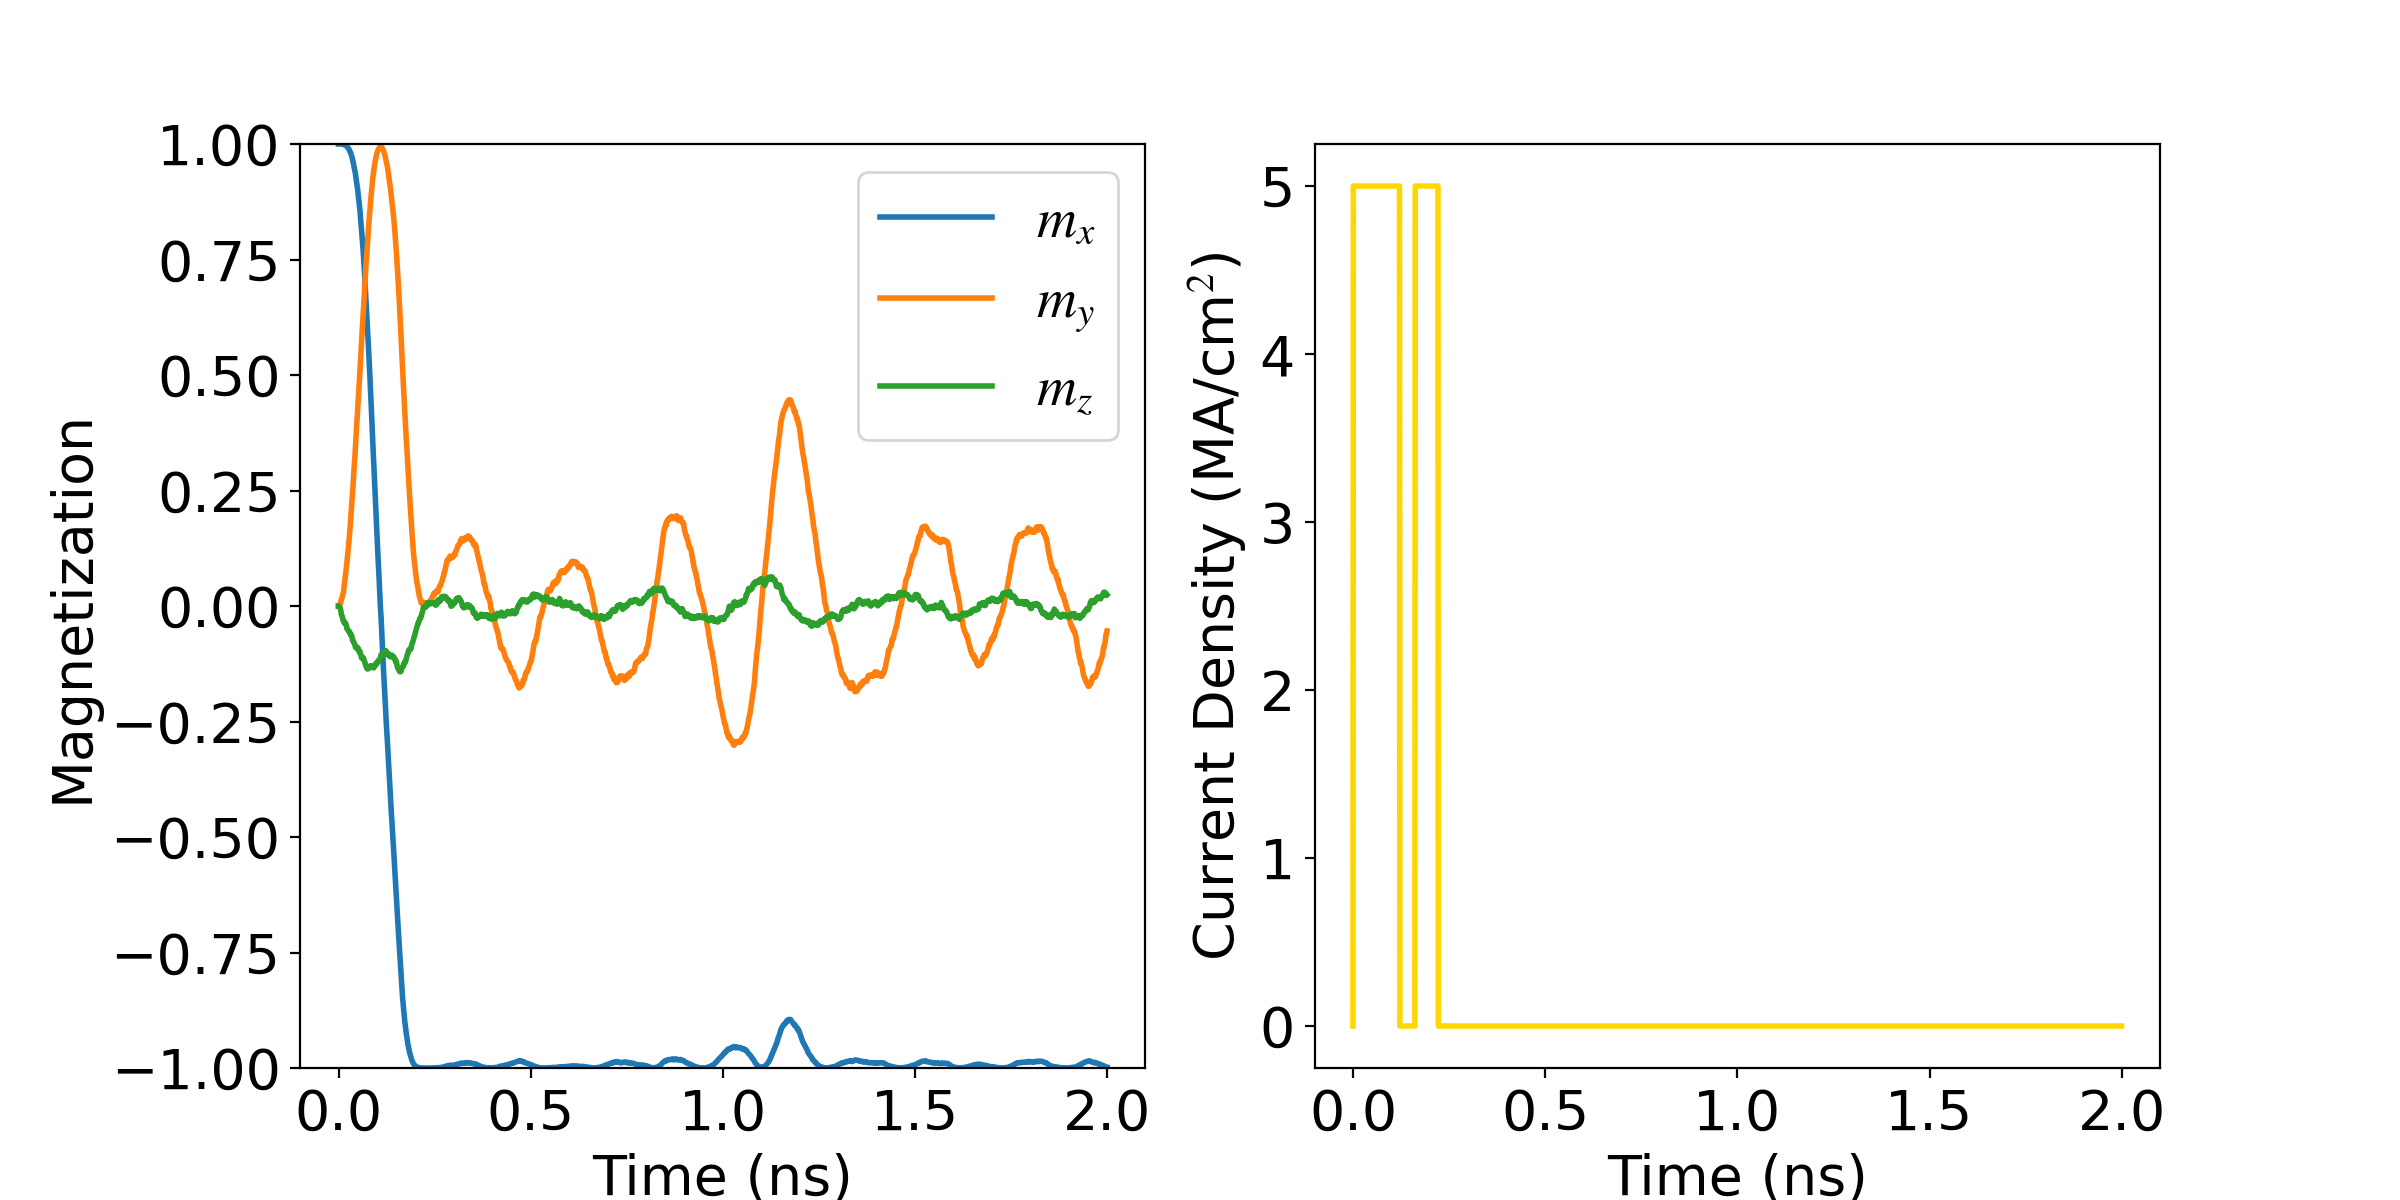 Magnetization
1.00
0.75
0.50
0.25
0.00
−0.25
−0.50
−0.75
−1.00
0.0 0.5 1.0 1.5 2.0
Time (ns)
m_x
m_y
m_z
Current Density (MA/cm²)
5
4
3
2
1
0
0.0 0.5 1.0 1.5 2.0
Time (ns)